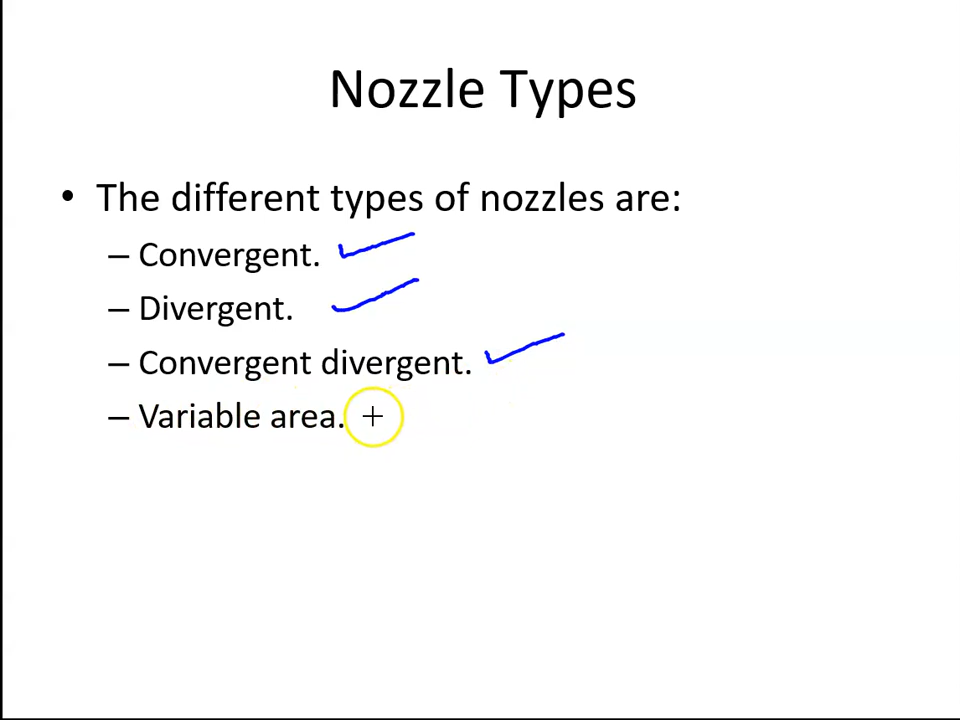 Nozzle Types
• The different types of nozzles are:
– Convergent.
– Divergent.
– Convergent divergent.
– Variable area.